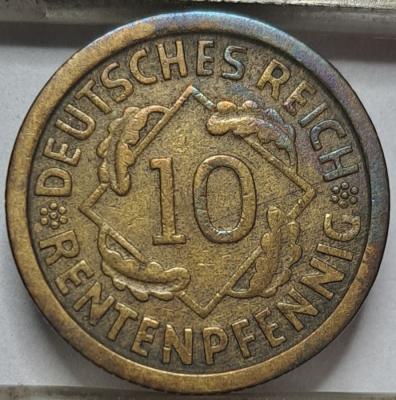 DEUTSCHES REICH
10
RENTENPFENNIG